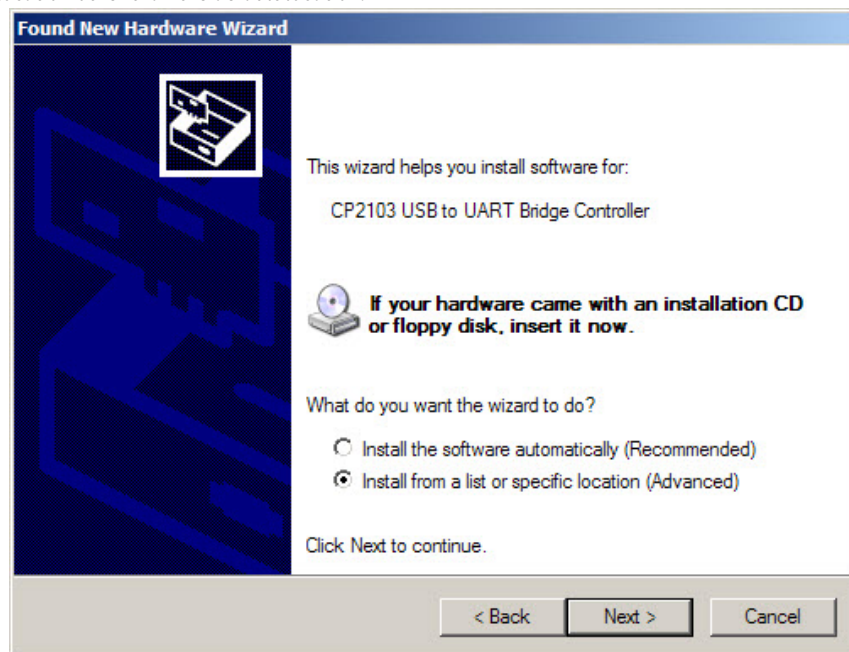 Found New Hardware Wizard
This wizard helps you install software for:
CP2103 USB to UART Bridge Controller
If your hardware came with an installation CD
or floppy disk, insert it now.
What do you want the wizard to do?
Install the software automatically (Recommended)
Install from a list or specific location (Advanced)
Click Next to continue.
< Back
Next >
Cancel